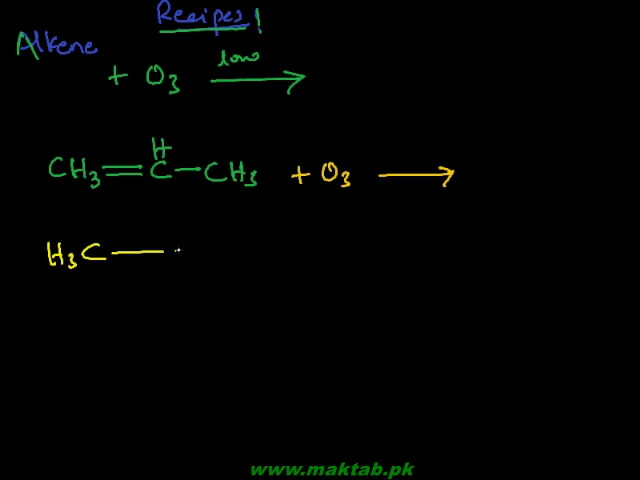 Recipes!
Alkene
+ O₃ low →
H
CH₃=C-CH₃ + O₃ →
H₃C—
www.maktab.pk